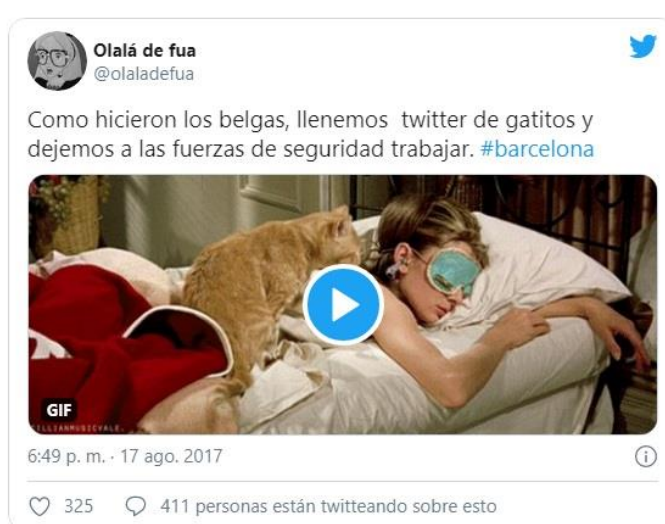 Olalá de fua
@olaladefua
Como hicieron los belgas, llenemos twitter de gatitos y
dejemos a las fuerzas de seguridad trabajar. #barcelona
GIF
6:49 p. m. · 17 ago. 2017
325 411 personas están twitteando sobre esto